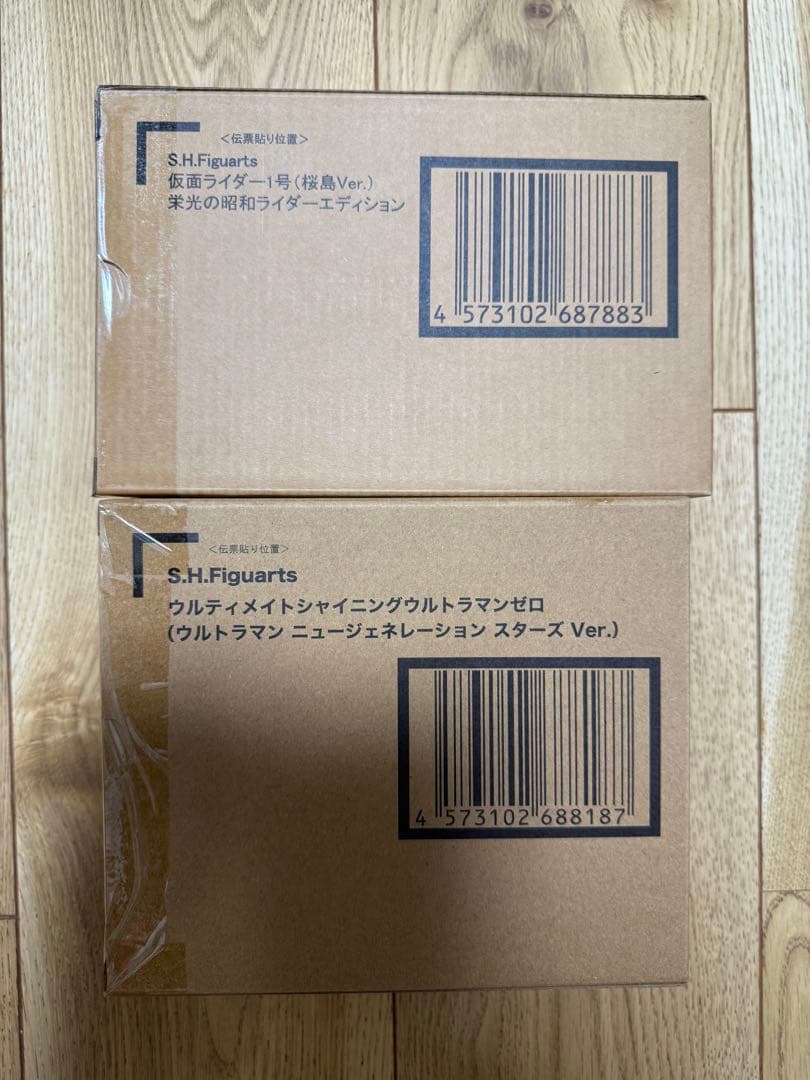 ＜伝票貼り位置＞
S.H.Figuarts
仮面ライダー1号(桜島Ver.)
栄光の昭和ライダーエディション
4 573102 687883
＜伝票貼り位置＞
S.H.Figuarts
ウルティメイトシャイニングウルトラマンゼロ
(ウルトラマン ニュージェネレーション スターズ Ver.)
4 573102 688187